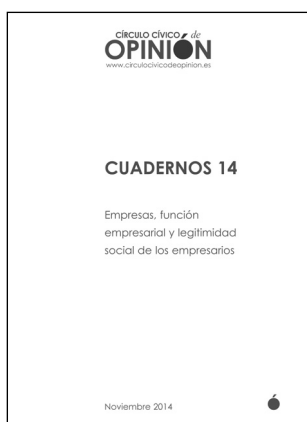 CÍRCULO CÍVICO de
OPINIÓN
www.circulocivicodeopinion.es
CUADERNOS 14
Empresas, función
empresarial y legitimidad
social de los empresarios
Noviembre 2014